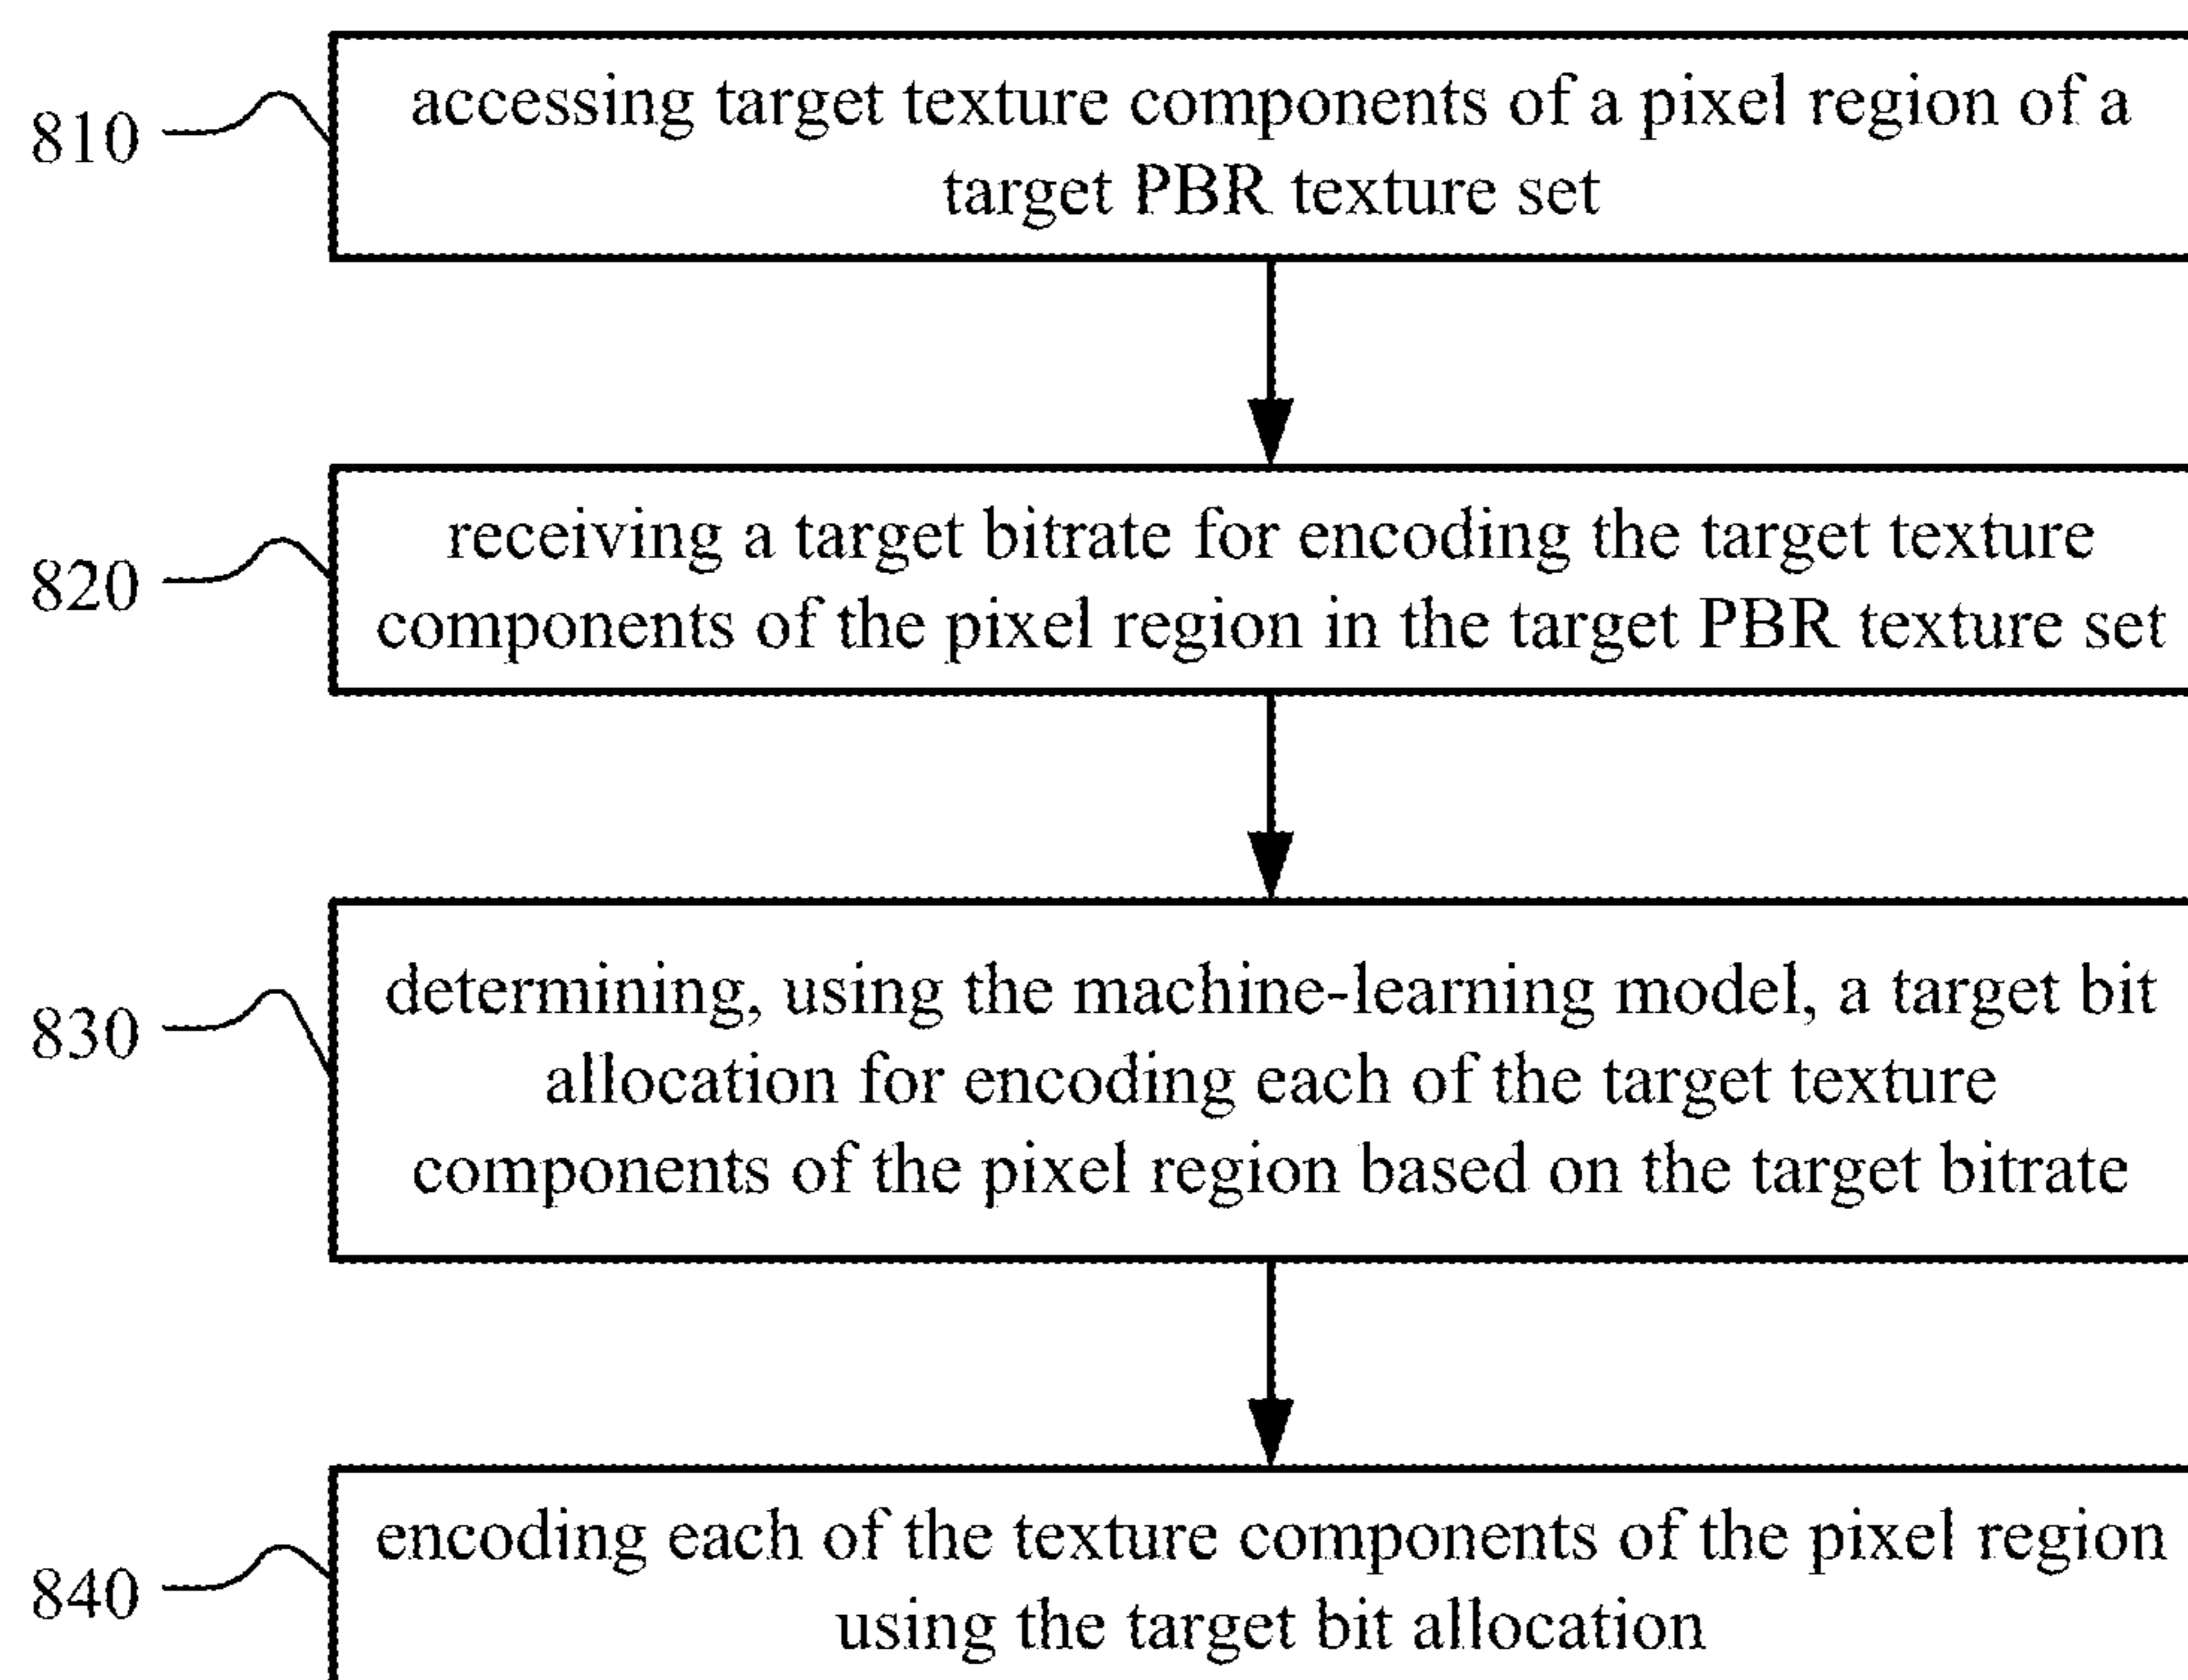 810
accessing target texture components of a pixel region of a
target PBR texture set
820
receiving a target bitrate for encoding the target texture
components of the pixel region in the target PBR texture set
830
determining, using the machine-learning model, a target bit
allocation for encoding each of the target texture
components of the pixel region based on the target bitrate
840
encoding each of the texture components of the pixel region
using the target bit allocation